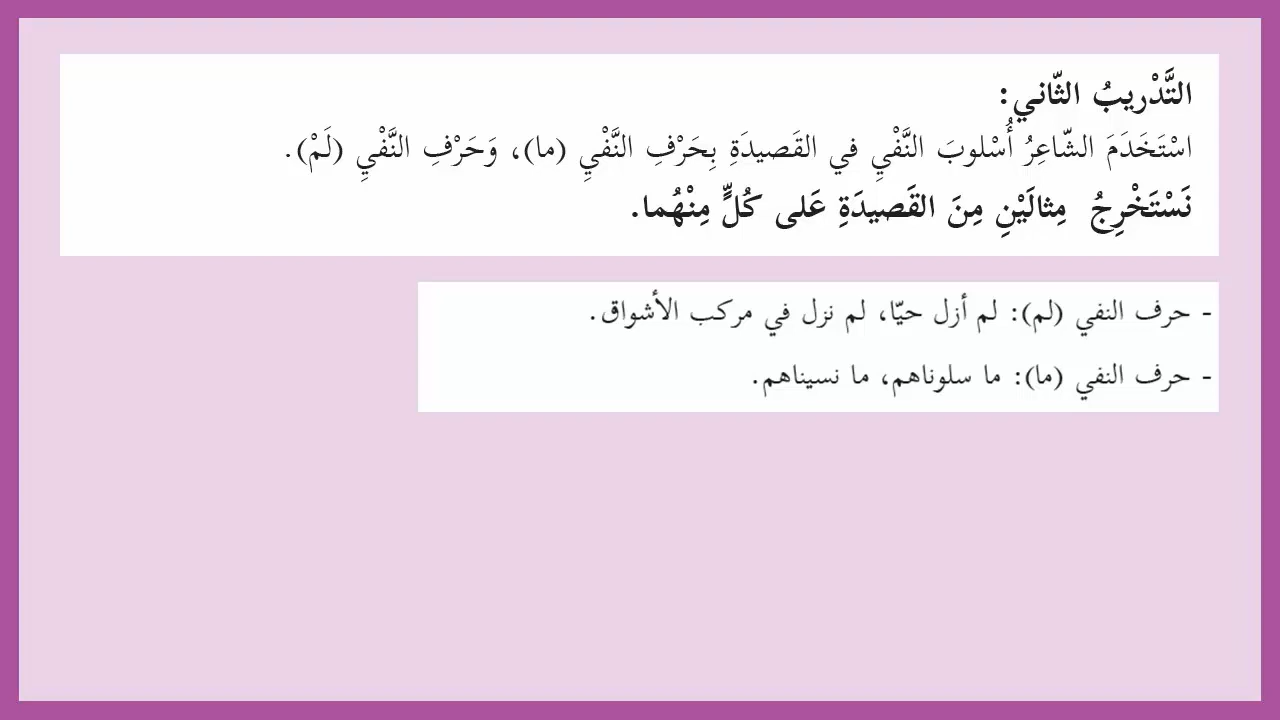 التَّدْريبُ الثّاني:
اسْتَخَدَمَ الشّاعِرُ أُسْلوبَ النَّفْيِ في القَصيدَةِ بِحَرْفِ النَّفْيِ (ما)، وَحَرْفِ النَّفْيِ (لَمْ).
نَسْتَخْرِجُ مِثالَيْنِ مِنَ القَصيدَةِ عَلى كُلٍّ مِنْهُما.
- حرف النفي (لم): لم أزل حيّا، لم نزل في مركب الأشواق.
- حرف النفي (ما): ما سلوناهم، ما نسيناهم.